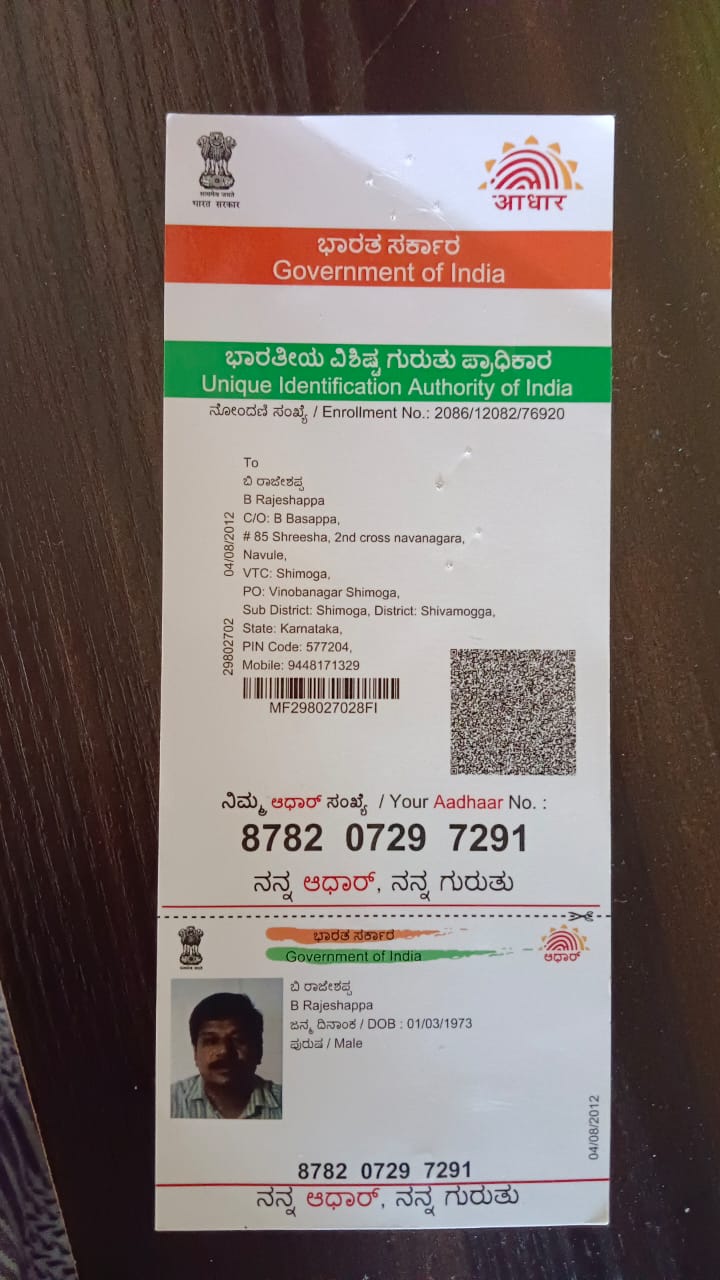 सत्यमेव जयते
भारत सरकार
आधार
ಭಾರತ ಸರ್ಕಾರ
Government of India
ಭಾರತೀಯ ವಿಶಿಷ್ಟ ಗುರುತು ಪ್ರಾಧಿಕಾರ
Unique Identification Authority of India
ನೋಂದಣಿ ಸಂಖ್ಯೆ / Enrollment No.: 2086/12082/76920
To
ಬಿ ರಾಜೇಶಪ್ಪ
B Rajeshappa
C/O: B Basappa,
# 85 Shreesha, 2nd cross navanagara,
Navule,
VTC: Shimoga,
PO: Vinobanagar Shimoga,
Sub District: Shimoga, District: Shivamogga,
State: Karnataka,
PIN Code: 577204,
Mobile: 9448171329
04/08/2012
29802702
MF298027028FI
ನಿಮ್ಮ ಆಧಾರ್ ಸಂಖ್ಯೆ / Your Aadhaar No. :
8782 0729 7291
ನನ್ನ ಆಧಾರ್, ನನ್ನ ಗುರುತು
ಭಾರತ ಸರ್ಕಾರ
Government of India
ಆಧಾರ್
ಬಿ ರಾಜೇಶಪ್ಪ
B Rajeshappa
ಜನ್ಮ ದಿನಾಂಕ / DOB : 01/03/1973
ಪುರುಷ / Male
04/08/2012
8782 0729 7291
ನನ್ನ ಆಧಾರ್, ನನ್ನ ಗುರುತು